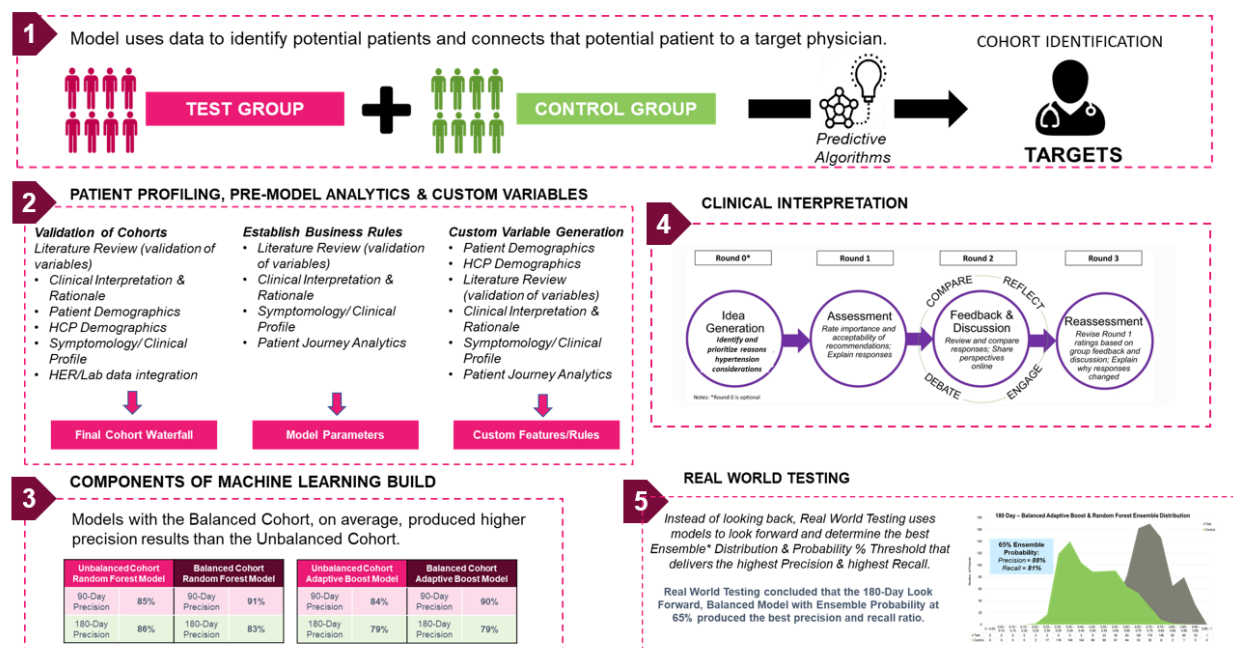 1
Model uses data to identify potential patients and connects that potential patient to a target physician.
COHORT IDENTIFICATION
TEST GROUP
CONTROL GROUP
Predictive
Algorithms
TARGETS
2
PATIENT PROFILING, PRE-MODEL ANALYTICS & CUSTOM VARIABLES
Validation of Cohorts
Literature Review (validation of
variables)
• Clinical Interpretation &
Rationale
• Patient Demographics
• HCP Demographics
• Symptomology/ Clinical
Profile
• HER/Lab data integration
Final Cohort Waterfall
Establish Business Rules
• Literature Review (validation
of variables)
• Clinical Interpretation &
Rationale
• Symptomology/ Clinical
Profile
• Patient Journey Analytics
Model Parameters
Custom Variable Generation
• Patient Demographics
• HCP Demographics
• Literature Review
(validation of variables)
• Clinical Interpretation &
Rationale
• Symptomology/ Clinical
Profile
• Patient Journey Analytics
Custom Features/Rules
3
COMPONENTS OF MACHINE LEARNING BUILD
Models with the Balanced Cohort, on average, produced higher
precision results than the Unbalanced Cohort.
Unbalanced Cohort
Random Forest Model
Balanced Cohort
Random Forest Model
90-Day
Precision
85%
90-Day
Precision
91%
180-Day
Precision
86%
180-Day
Precision
83%
Unbalanced Cohort
Adaptive Boost Model
Balanced Cohort
Adaptive Boost Model
90-Day
Precision
84%
90-Day
Precision
90%
180-Day
Precision
79%
180-Day
Precision
79%
4
CLINICAL INTERPRETATION
Round 0*
Round 1
Round 2
Round 3
Idea
Generation
Identify and
prioritize reasons
hypertension
considerations
Assessment
Rate importance and
acceptability of
recommendations;
Explain responses
COMPARE
REFLECT
Feedback &
Discussion
Review and compare
responses; Share
perspectives
online
DEBATE
ENGAGE
Reassessment
Revise Round 1
ratings based on
group feedback and
discussion; Explain
why responses
changed
Notes: *Round 0 is optional
5
REAL WORLD TESTING
Instead of looking back, Real World Testing uses
models to look forward and determine the best
Ensemble* Distribution & Probability % Threshold that
delivers the highest Precision & highest Recall.
Real World Testing concluded that the 180-Day Look
Forward, Balanced Model with Ensemble Probability at
65% produced the best precision and recall ratio.
180 Day – Balanced Adaptive Boost & Random Forest Ensemble Distribution
65% Ensemble
Probability:
Precision = 88%
Recall = 81%
Number of Patients
Test
Control